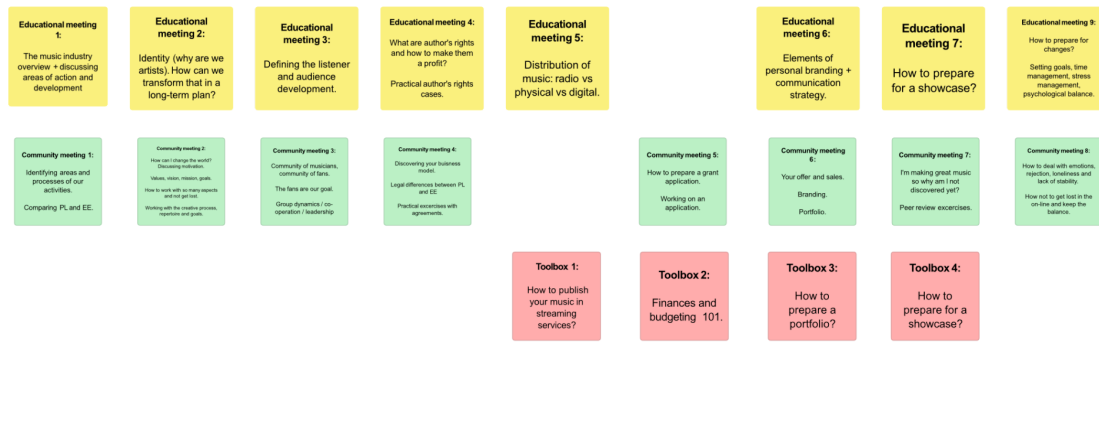 Educational meeting
1:
The music industry
overview + discussing
areas of action and
development
Educational
meeting 2:
Identity (why are we
artists). How can we
transform that in a
long-term plan?
Educational
meeting 3:
Defining the listener
and audience
development.
Educational meeting 4:
What are author's rights
and how to make them
a profit?
Practical author's rights
cases.
Educational
meeting 5:
Distribution of
music: radio vs
physical vs digital.
Educational
meeting 6:
Elements of
personal branding +
communication
strategy.
Educational
meeting 7:
How to prepare
for a showcase?
Educational meeting 9:
How to prepare for
changes?
Setting goals, time
management, stress
management,
psychological balance.
Community meeting 1:
Identifying areas and
processes of our
activities.
Comparing PL and EE.
Community meeting 2:
How can I change the world?
Discussing motivation.
Values, vision, mission, goals.
How to work with so many aspects
and not get lost.
Working with the creative process,
repertoire and goals.
Community meeting 3:
Community of musicians,
community of fans.
The fans are our goal.
Group dynamics / co-
operation / leadership
Community meeting 4:
Discovering your buisness
model.
Legal differences between PL
and EE
Practical excercises with
agreements.
Community meeting 5:
How to prepare a grant
application.
Working on an
application.
Community meeting
6:
Your offer and sales.
Branding.
Portfolio.
Community meeting 7:
I'm making great music
so why am I not
discovered yet?
Peer review excercises.
Community meeting 8:
How to deal with emotions,
rejection, loneliness and
lack of stability.
How not to get lost in the
on-line and keep the
balance.
Toolbox 1:
How to publish
your music in
streaming
services?
Toolbox 2:
Finances and
budgeting 101.
Toolbox 3:
How to
prepare a
portfolio?
Toolbox 4:
How to
prepare for a
showcase?